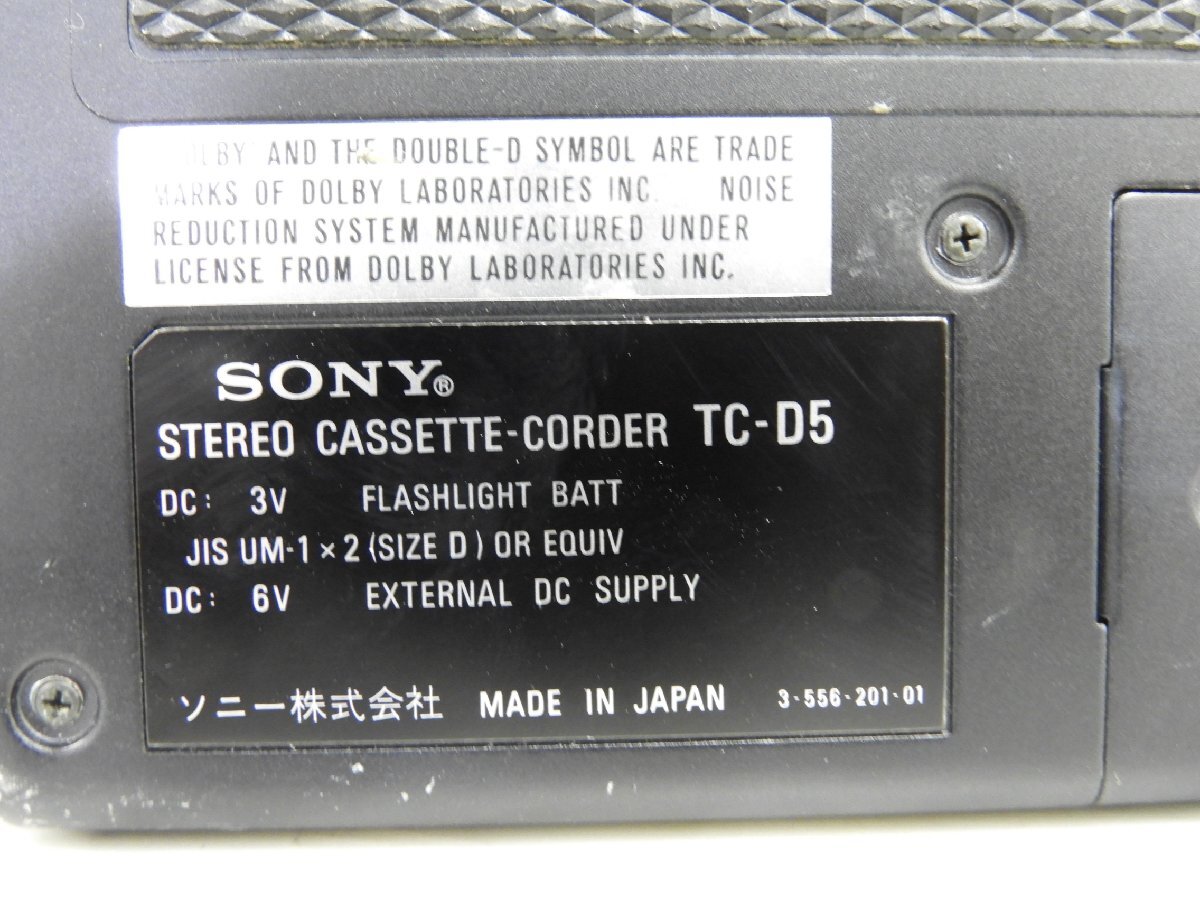 AND THE DOUBLE-D SYMBOL ARE TRADE
MARKS OF DOLBY LABORATORIES INC. NOISE
REDUCTION SYSTEM MANUFACTURED UNDER
LICENSE FROM DOLBY LABORATORIES INC.
SONY®
STEREO CASSETTE-CORDER TC-D5
DC: 3V FLASHLIGHT BATT
JIS UM-1 × 2 (SIZE D) OR EQUIV
DC: 6V EXTERNAL DC SUPPLY
ソニー株式会社 MADE IN JAPAN 3-556-201-01